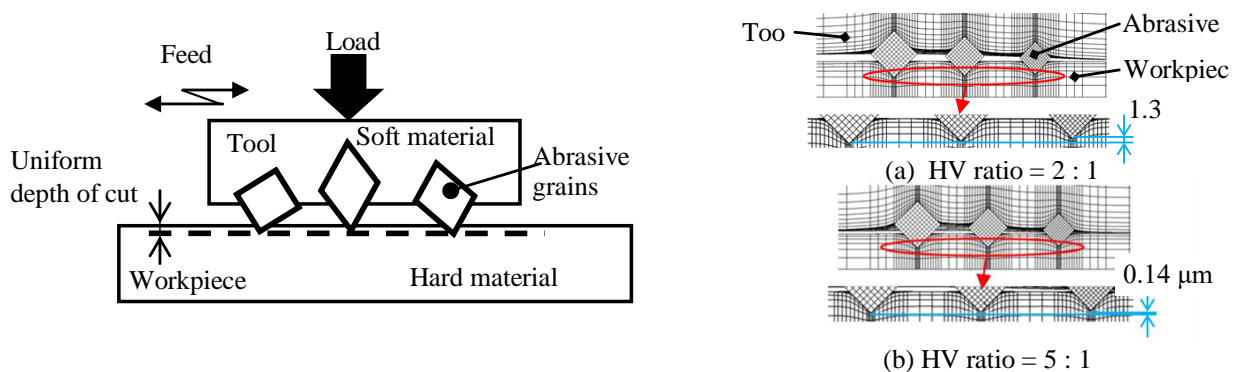 Load
Feed
Tool
Soft material
Abrasive
grains
Uniform
depth of cut
Workpiece
Hard material
Too
Abrasive
Workpiec
1.3
(a) HV ratio = 2 : 1
0.14 μm
(b) HV ratio = 5 : 1